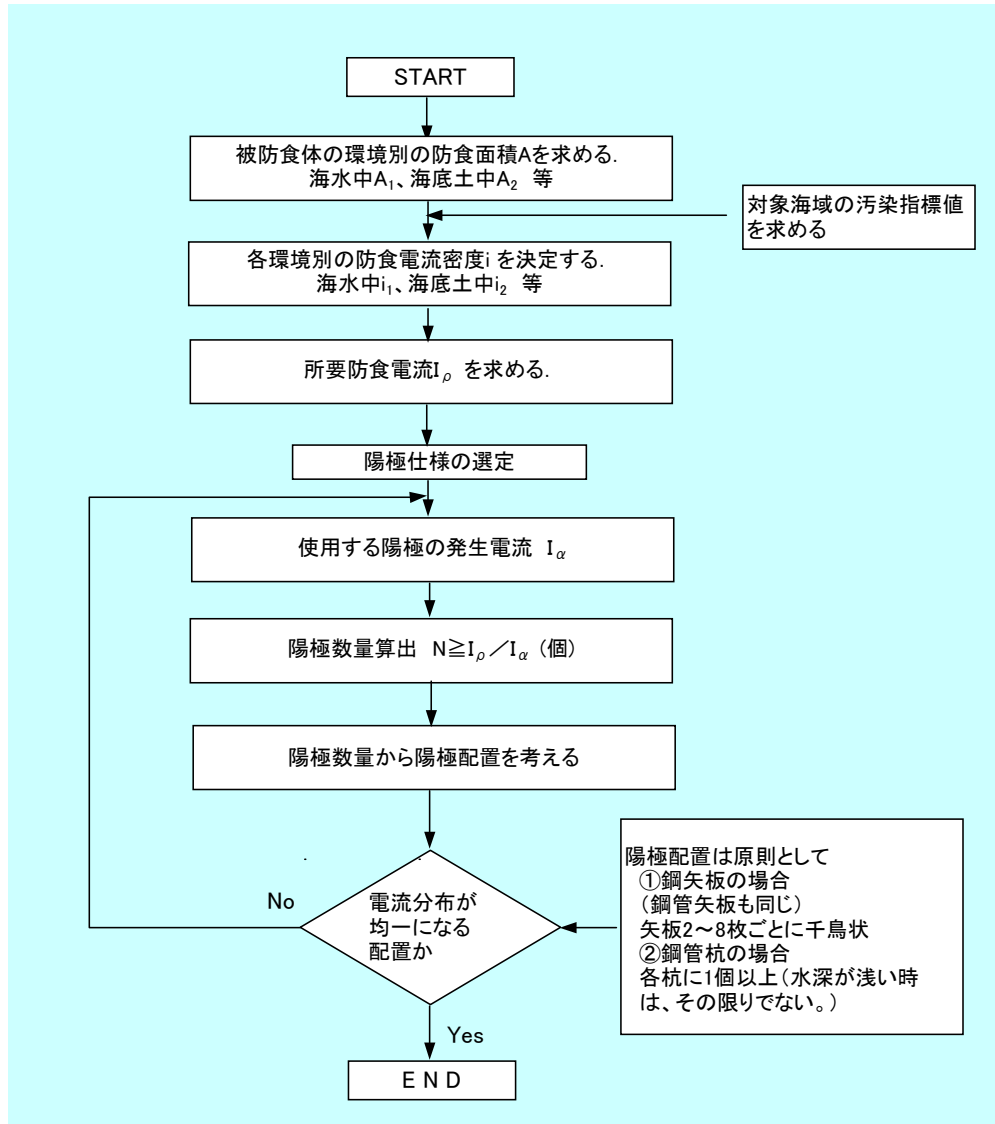 START
被防食体の環境別の防食面積Aを求める.
海水中A₁、海底土中A₂ 等
対象海域の汚染指標値
を求める
各環境別の防食電流密度i を決定する.
海水中i₁、海底土中i₂ 等
所要防食電流Iρ を求める.
陽極仕様の選定
使用する陽極の発生電流 Iα
陽極数量算出 N≧Iρ／Iα（個）
陽極数量から陽極配置を考える
電流分布が
均一になる
配置か
No
陽極配置は原則として
①鋼矢板の場合
（鋼管矢板も同じ）
矢板2～8枚ごとに千鳥状
②鋼管杭の場合
各杭に1個以上（水深が浅い時
は、その限りでない。）
Yes
E N D